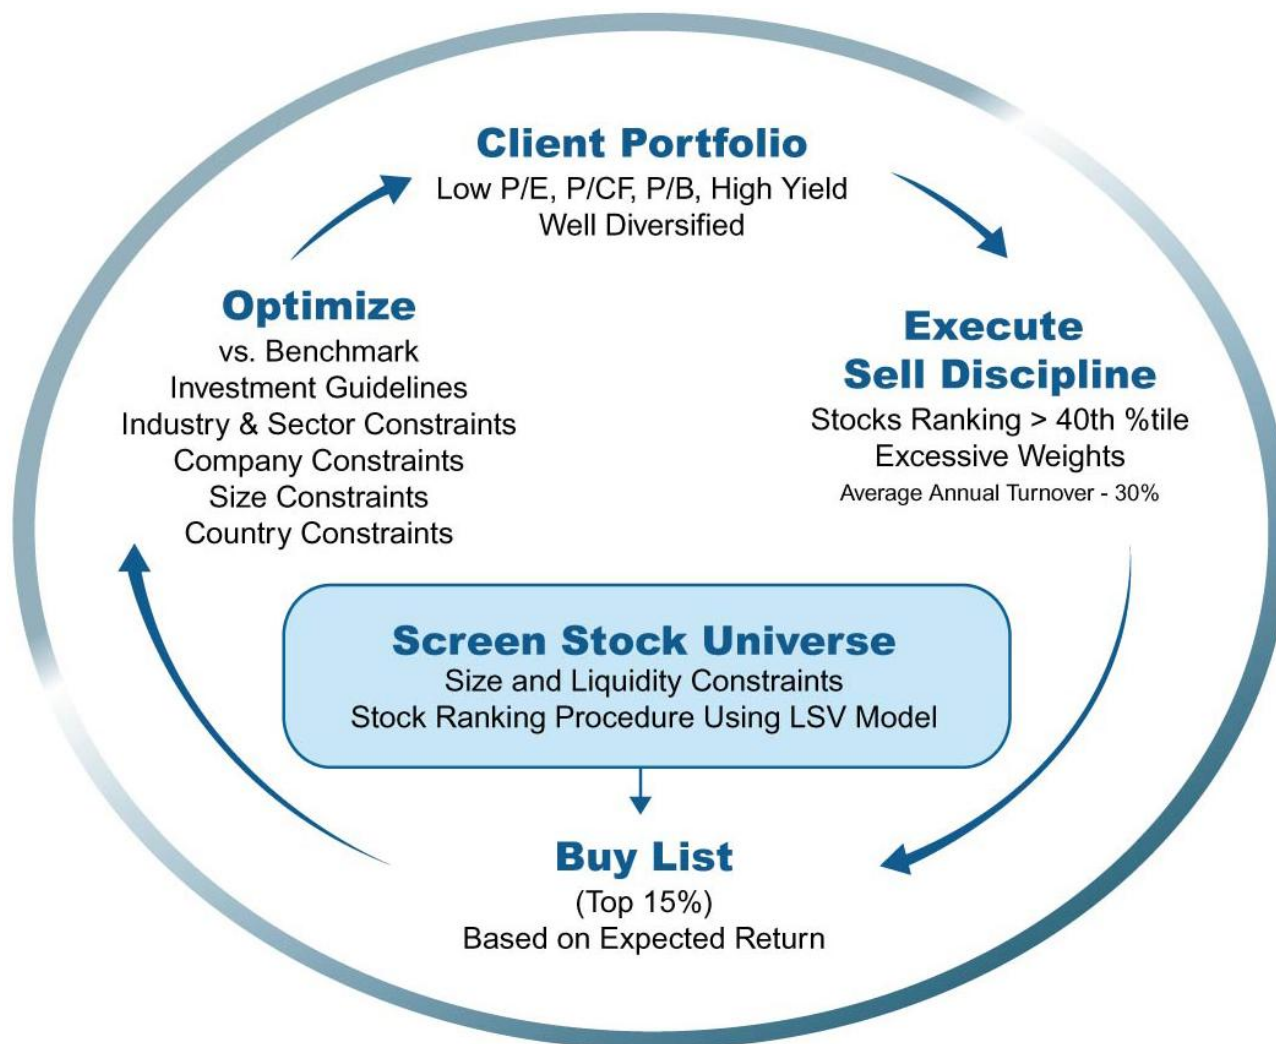 Client Portfolio
Low P/E, P/CF, P/B, High Yield
Well Diversified
Optimize
vs. Benchmark
Investment Guidelines
Industry & Sector Constraints
Company Constraints
Size Constraints
Country Constraints
Execute
Sell Discipline
Stocks Ranking > 40th %tile
Excessive Weights
Average Annual Turnover - 30%
Screen Stock Universe
Size and Liquidity Constraints
Stock Ranking Procedure Using LSV Model
Buy List
(Top 15%)
Based on Expected Return